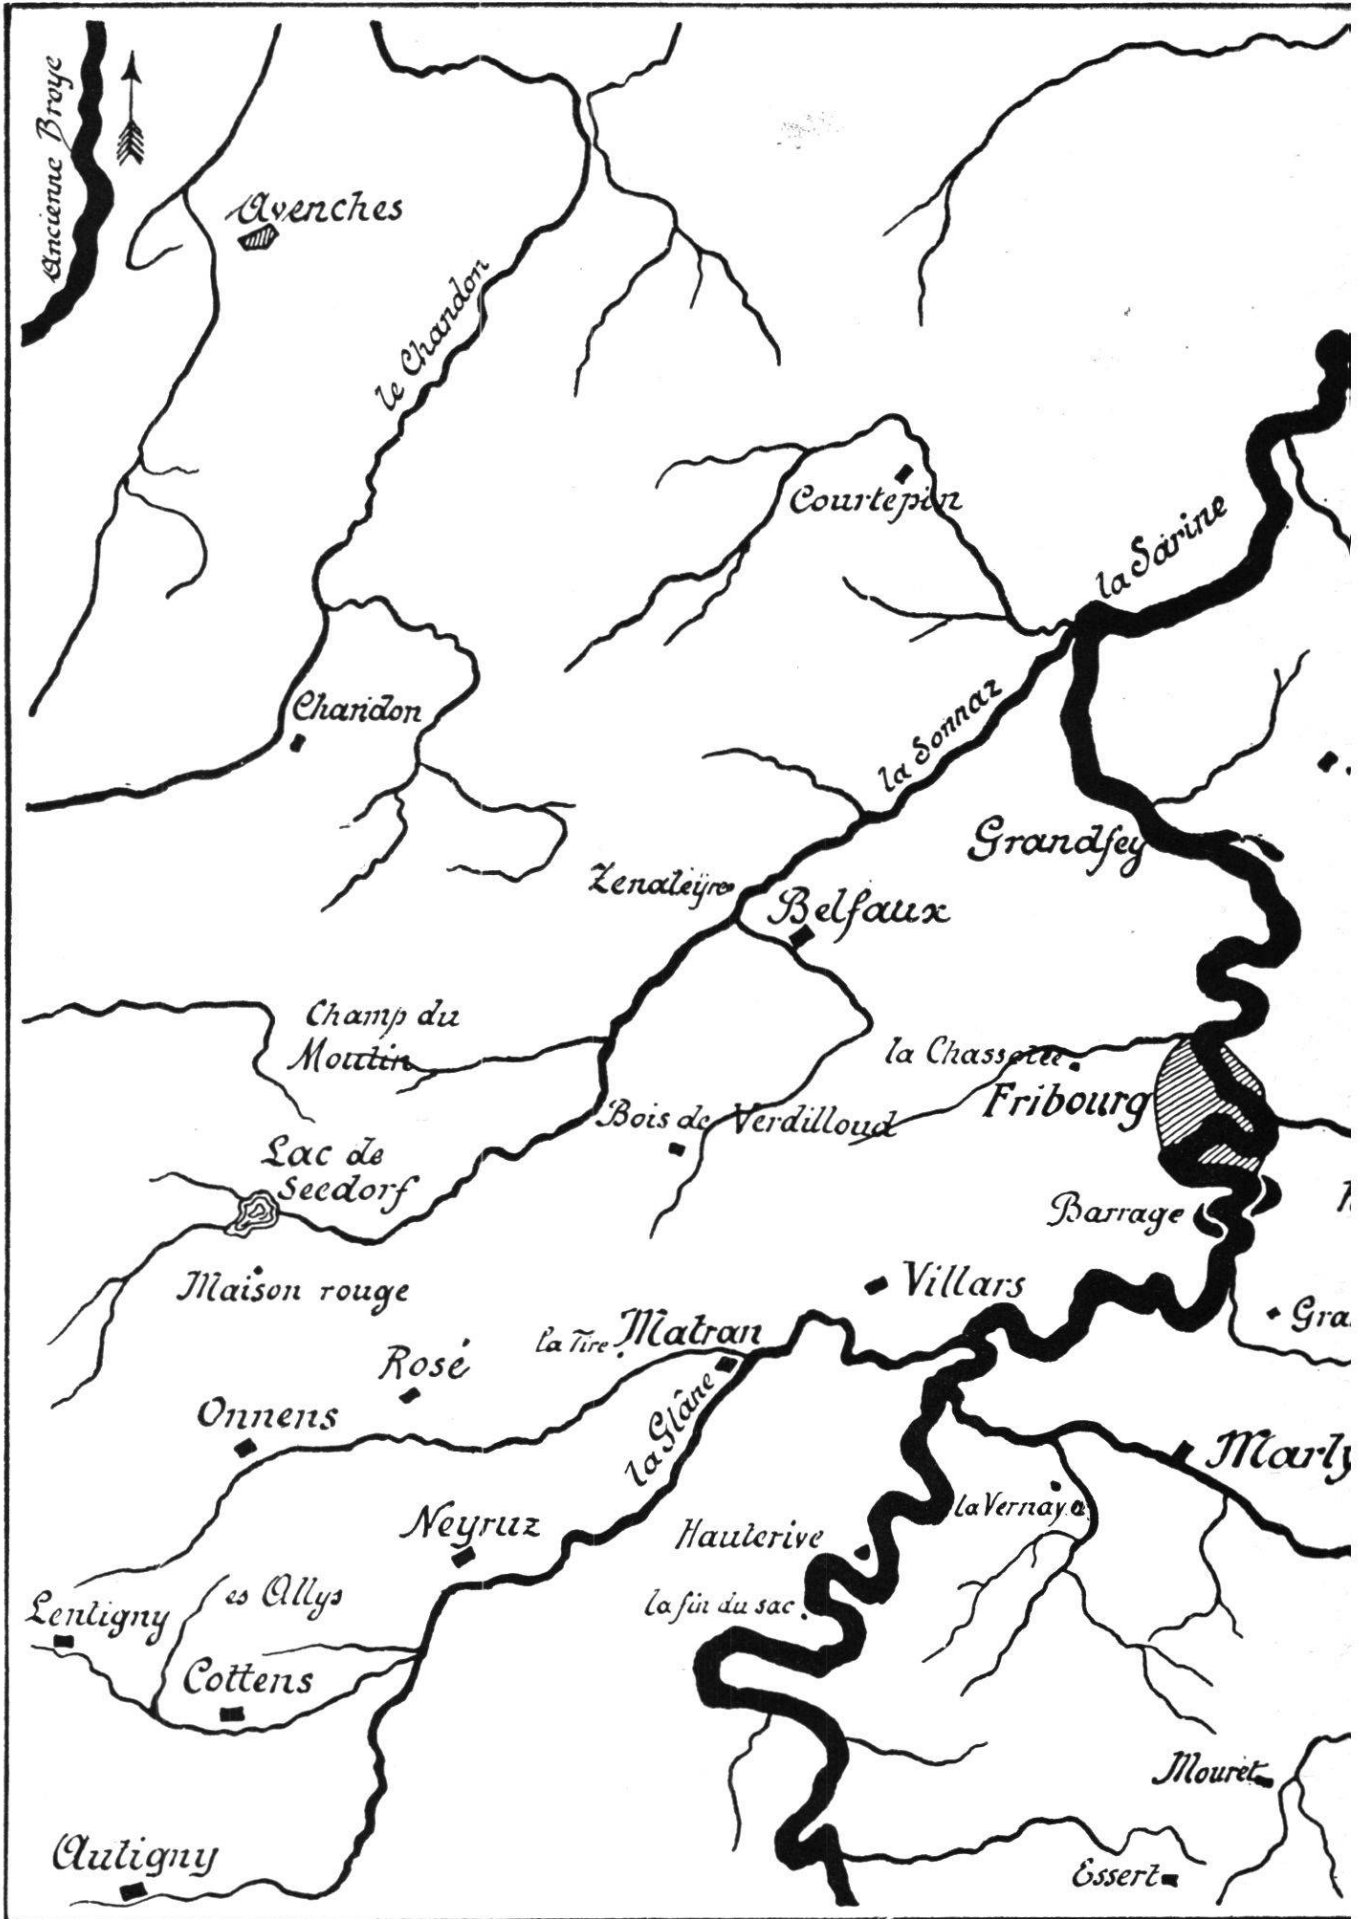 Ancienne Broye
Avenches
le Chandon
Courtepin
la Sarine
Chandon
la Sonnaz
Grandfey
Zenaleyre
Belfaux
Champ du
Moulin
la Chassotte
Fribourg
Bois de Verdilloud
Lac de
Seedorf
Barrage
Maison rouge
Villars
Gra
la Tire
Matran
Rosé
Onnens
la Glâne
Marly
Neyruz
la Vernaya
Hauterive
es Allys
la fin du sac
Lentigny
Cottens
Mouret
Autigny
Essert